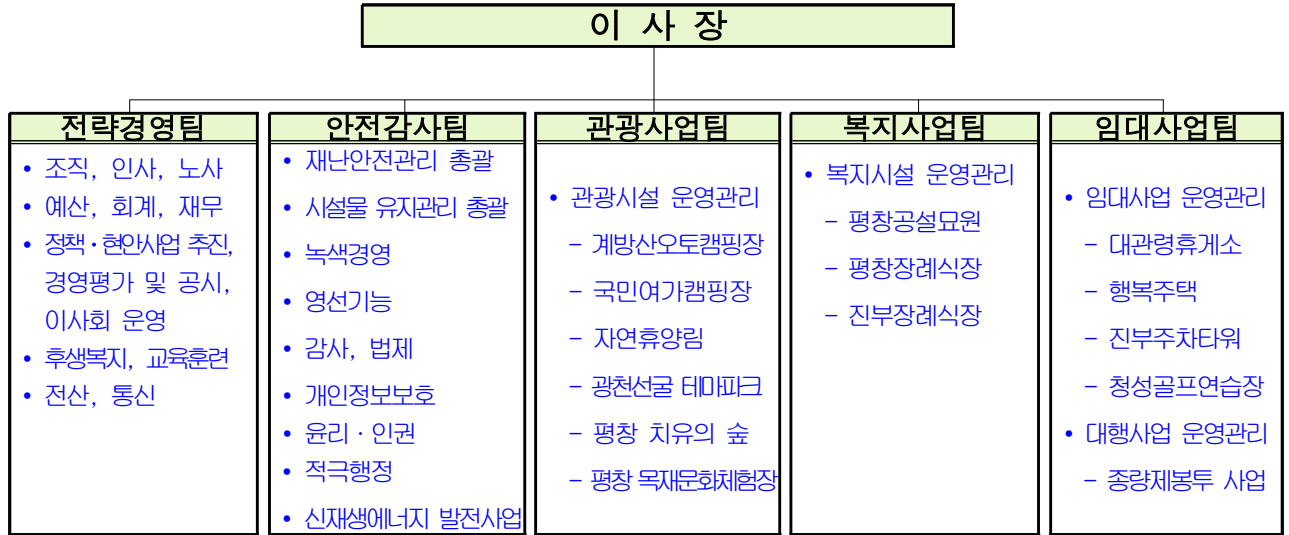 이 사 장
전략경영팀
• 조직, 인사, 노사
• 예산, 회계, 재무
• 정책·현안사업 추진,
경영평가 및 공시,
이사회 운영
• 후생복지, 교육훈련
• 전산, 통신
안전감사팀
• 재난안전관리 총괄
• 시설물 유지관리 총괄
• 녹색경영
• 영선기능
• 감사, 법제
• 개인정보보호
• 윤리·인권
• 적극행정
• 신재생에너지 발전사업
관광사업팀
• 관광시설 운영관리
– 계방산오토캠핑장
– 국민여가캠핑장
– 자연휴양림
– 광천선굴 테마파크
– 평창 치유의 숲
– 평창 목재문화체험장
복지사업팀
• 복지시설 운영관리
– 평창공설묘원
– 평창장례식장
– 진부장례식장
임대사업팀
• 임대사업 운영관리
– 대관령휴게소
– 행복주택
– 진부주차타워
– 청성골프연습장
• 대행사업 운영관리
– 종량제봉투 사업